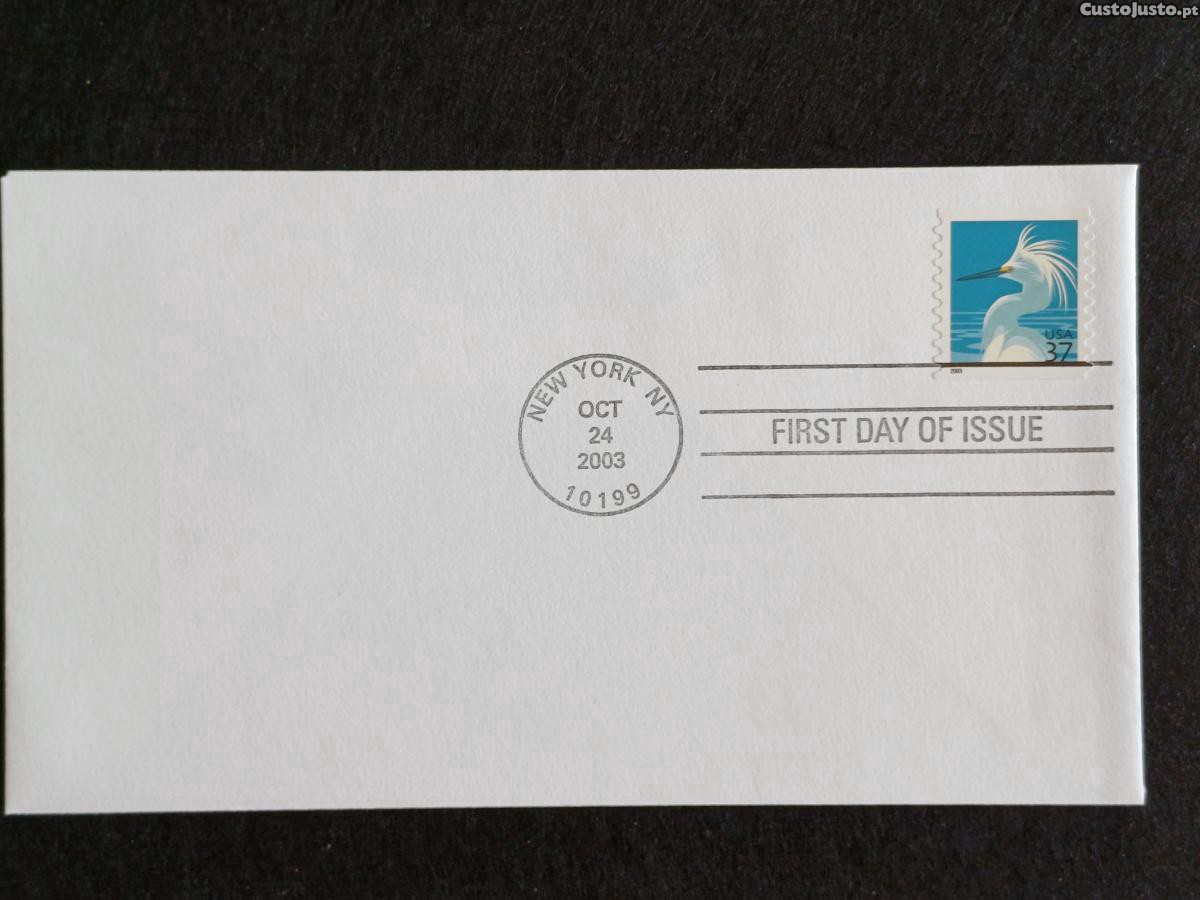 CustoJusto.pt
USA
37
2003
NEW YORK NY
OCT
24
2003
10199
FIRST DAY OF ISSUE